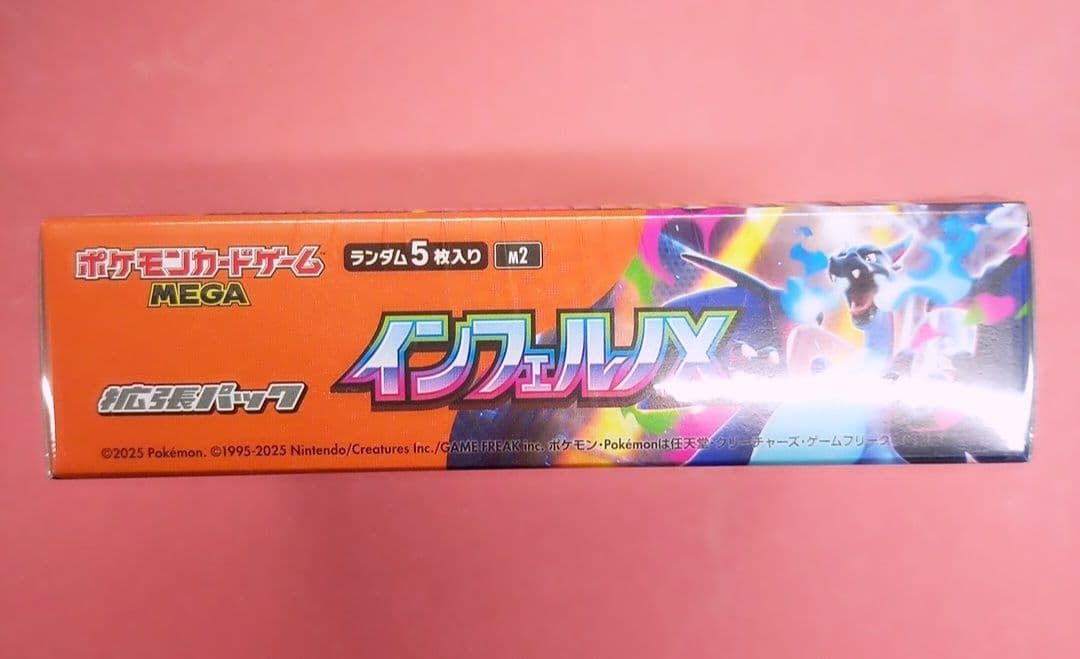 ポケモンカードゲーム
MEGA
ランダム5枚入り
M2
インフェルノX
拡張パック
©2025 Pokémon. ©1995-2025 Nintendo/Creatures Inc./GAME FREAK inc. ポケモン・Pokémonは任天堂・クリーチャーズ・ゲームフリーク